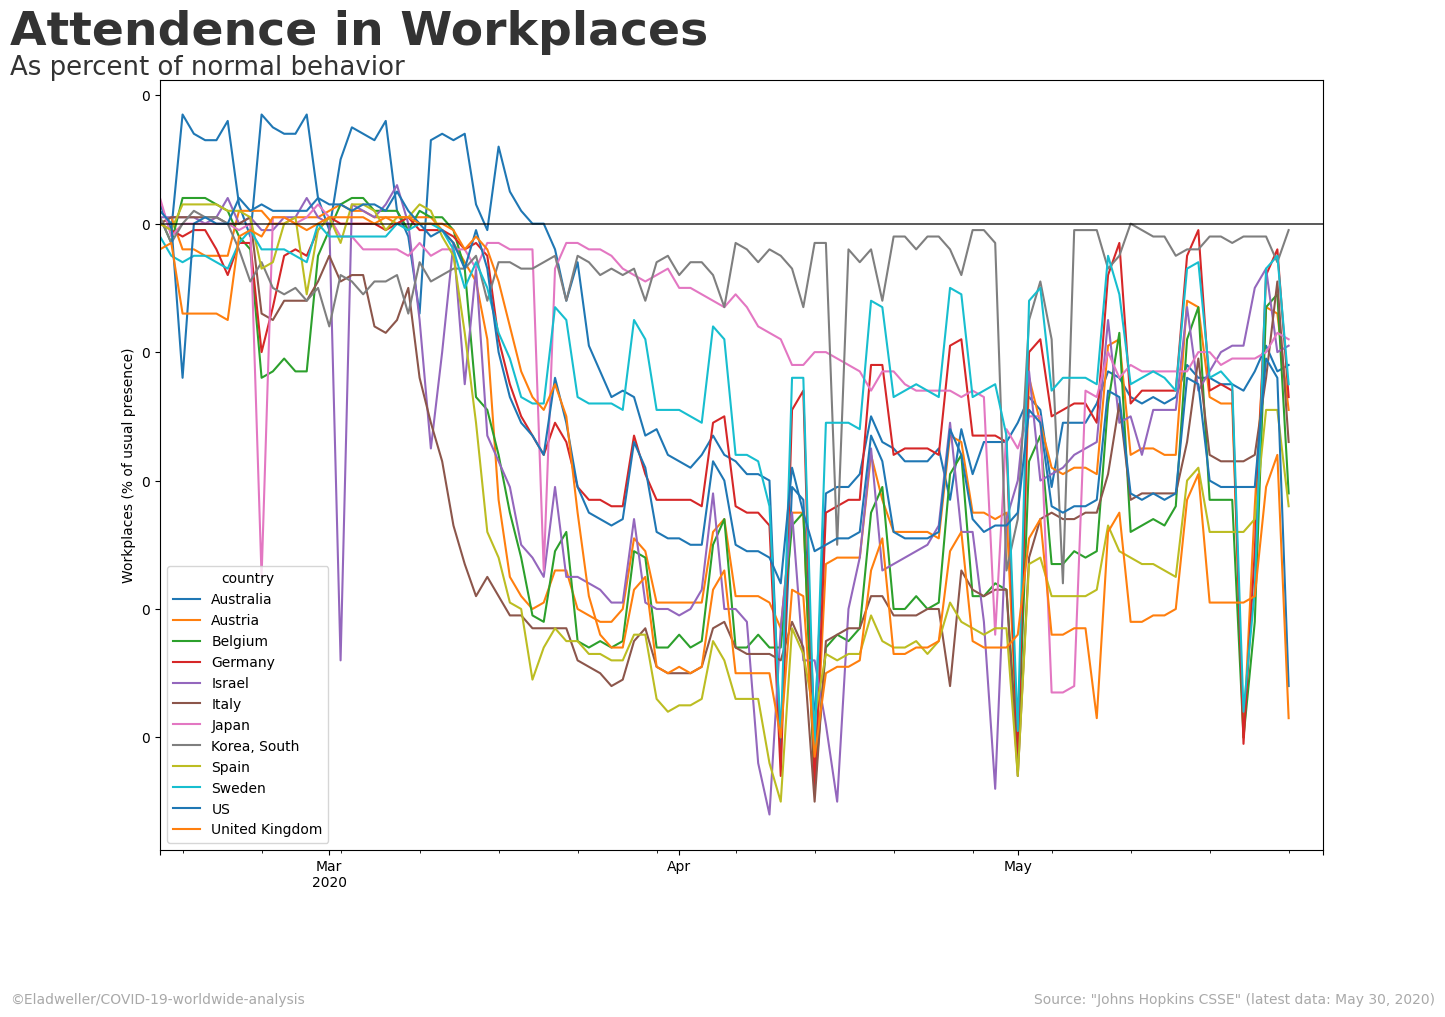 Attendence in Workplaces
As percent of normal behavior
0
0
0
0
0
0
Workplaces (% of usual presence)
country
Australia
Austria
Belgium
Germany
Israel
Italy
Japan
Korea, South
Spain
Sweden
US
United Kingdom
Mar
2020
Apr
May
©Eladweller/COVID-19-worldwide-analysis
Source: "Johns Hopkins CSSE" (latest data: May 30, 2020)